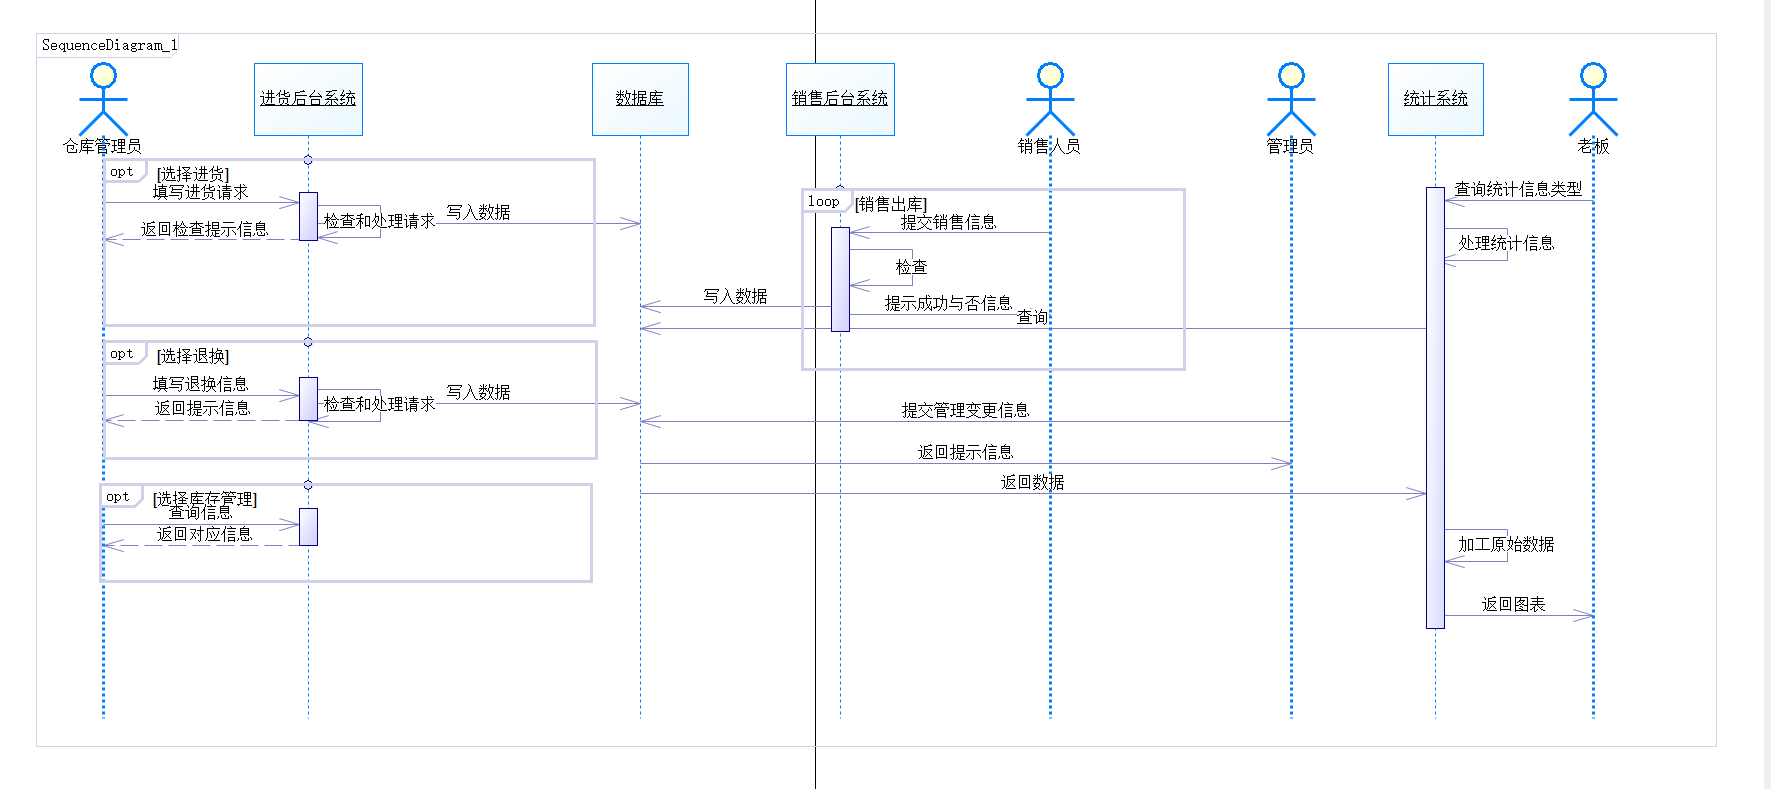 SequenceDiagram_1
进货后台系统
数据库
销售后台系统
统计系统
仓库管理员
销售人员
管理员
老板
opt
[选择进货]
填写进货请求
检查和处理请求
写入数据
返回检查提示信息
loop
[销售出库]
提交销售信息
检查
写入数据
提示成功与否信息
查询
查询统计信息类型
处理统计信息
opt
[选择退换]
填写退换信息
检查和处理请求
写入数据
返回提示信息
提交管理变更信息
返回提示信息
返回数据
opt
[选择库存管理]
查询信息
返回对应信息
加工原始数据
返回图表